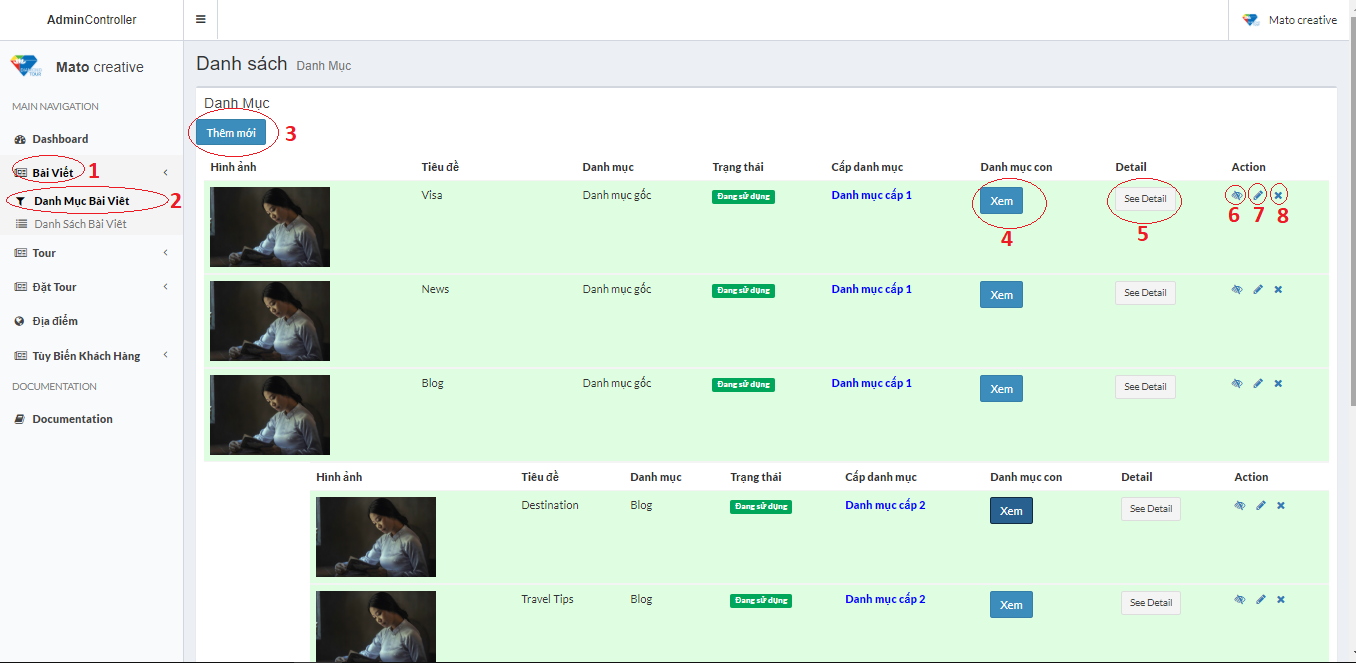 AdminController
Mato creative
Mato creative
MAIN NAVIGATION
Dashboard
Bài Viết 1
Danh Mục Bài Viết 2
Danh Sách Bài Viết
Tour
Đặt Tour
Địa điểm
Tùy Biến Khách Hàng
DOCUMENTATION
Documentation
Danh sách Danh Mục
Danh Mục
Thêm mới 3
Hình ảnh Tiêu đề Danh mục Trạng thái Cấp danh mục Danh mục con Detail Action
Visa Danh mục gốc Đang sử dụng Danh mục cấp 1 Xem See Detail
4 5 6 7 8
News Danh mục gốc Đang sử dụng Danh mục cấp 1 Xem See Detail
Blog Danh mục gốc Đang sử dụng Danh mục cấp 1 Xem See Detail
Hình ảnh Tiêu đề Danh mục Trạng thái Cấp danh mục Danh mục con Detail Action
Destination Blog Đang sử dụng Danh mục cấp 2 Xem See Detail
Travel Tips Blog Đang sử dụng Danh mục cấp 2 Xem See Detail